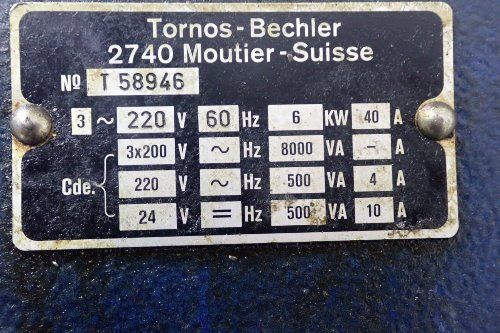 Tornos-Bechler
2740 Moutier-Suisse
Nº T 58946
3 ~ 220 V 60 Hz 6 KW 40 A
3x200 V ~ Hz 8000 VA – A
Cde. 220 V ~ Hz 500 VA 4 A
24 V = Hz 500 VA 10 A